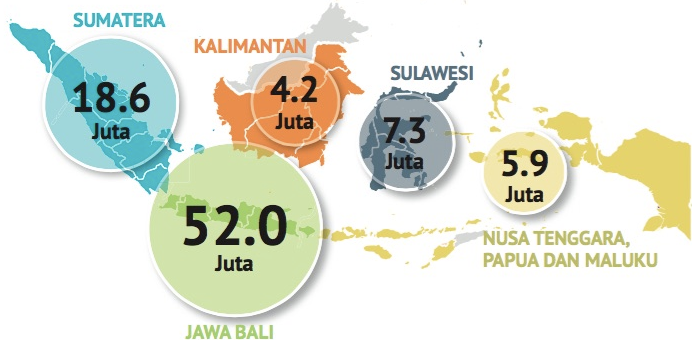 SUMATERA
18.6
Juta
KALIMANTAN
4.2
Juta
SULAWESI
7.3
Juta
5.9
Juta
NUSA TENGGARA,
PAPUA DAN MALUKU
52.0
Juta
JAWA BALI